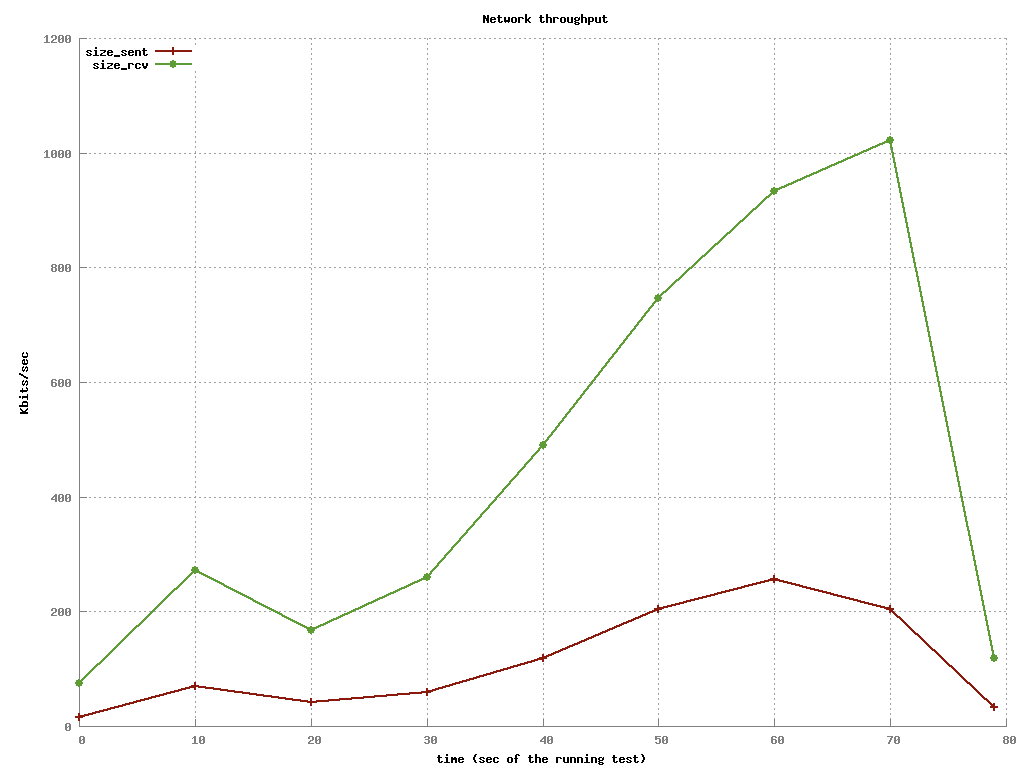 Network throughput
1200
size_sent
size_rcv
1000
800
600
400
200
0
Kbits/sec
0 10 20 30 40 50 60 70 80
time (sec of the running test)